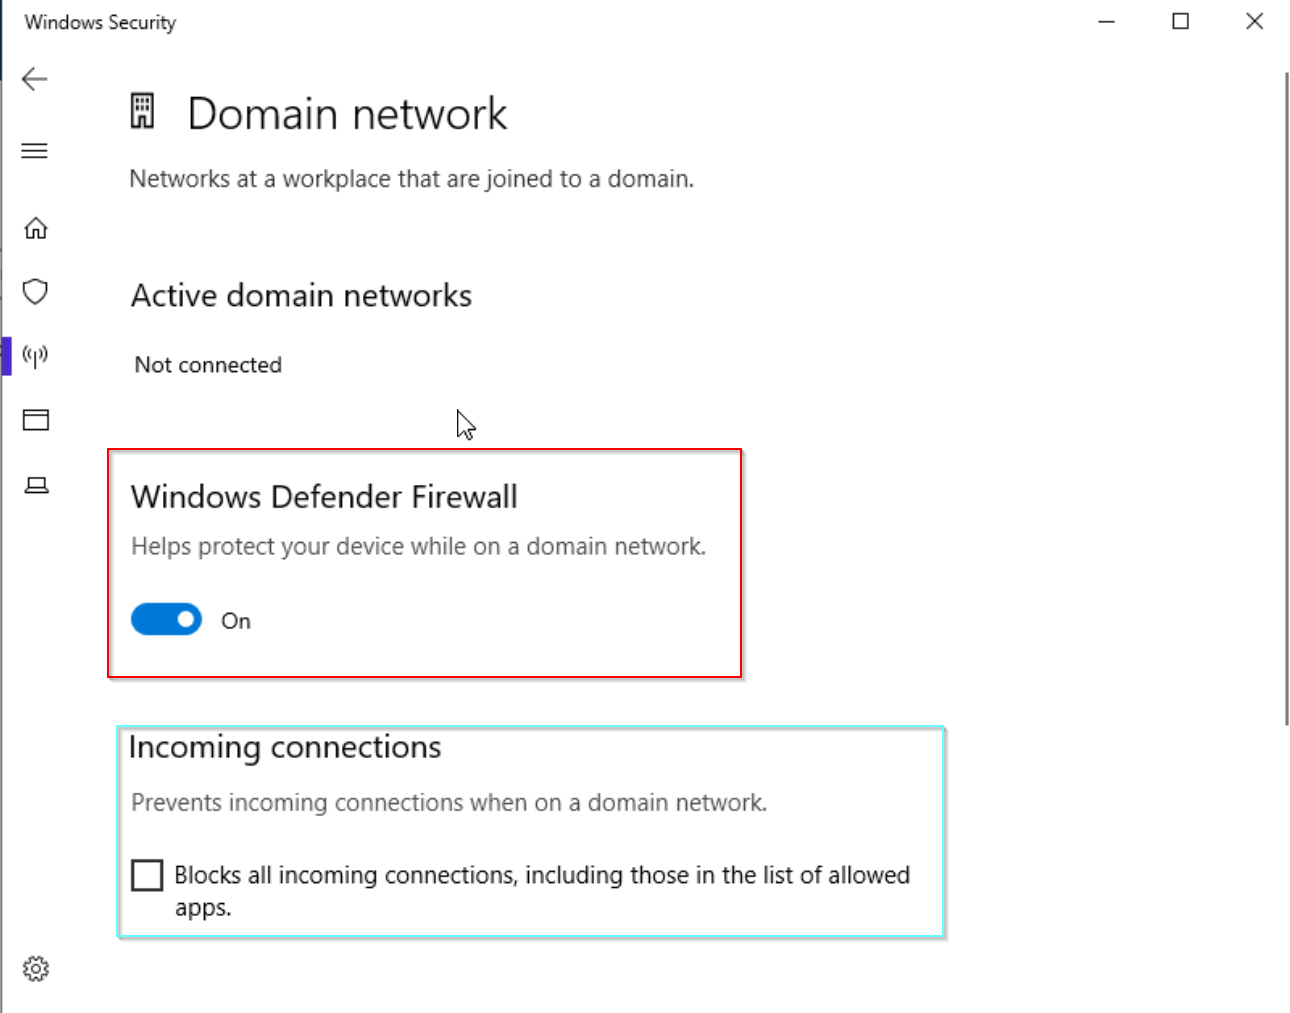 Windows Security
Domain network
Networks at a workplace that are joined to a domain.
Active domain networks
Not connected
Windows Defender Firewall
Helps protect your device while on a domain network.
On
Incoming connections
Prevents incoming connections when on a domain network.
Blocks all incoming connections, including those in the list of allowed
apps.